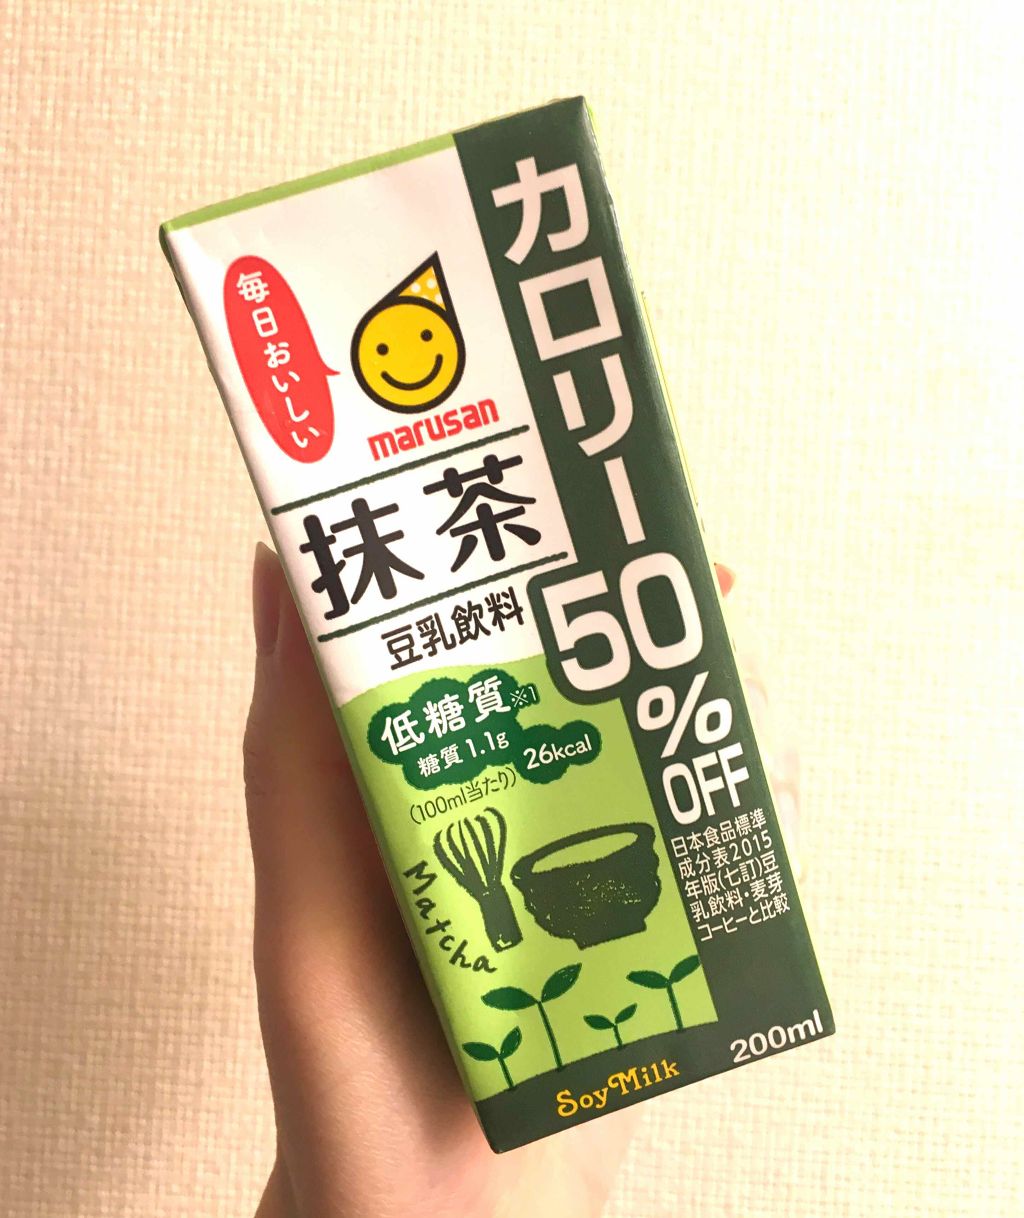 毎日おいしい
marusan
抹茶
豆乳飲料
低糖質※1
糖質1.1g 26kcal
(100ml当たり)
Matcha
カロリー50%OFF
日本食品標準
成分表2015
年版(七訂)豆
乳飲料・麦芽
コーヒーと比較
Soy Milk
200ml